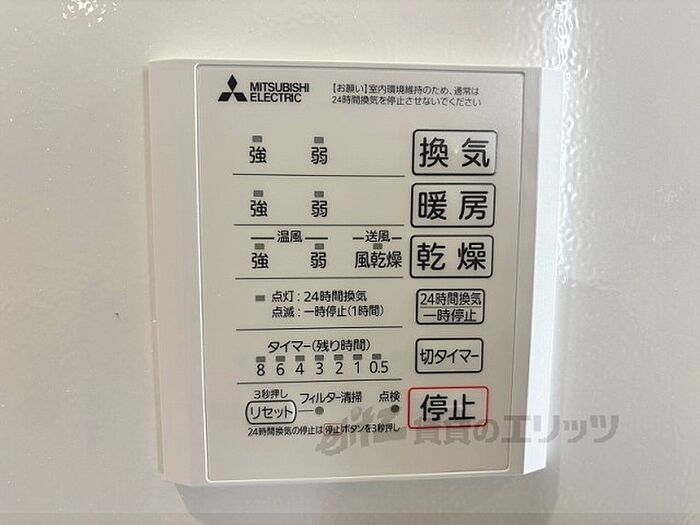 MITSUBISHI
ELECTRIC
【お願い】室内環境維持のため、通常は
24時間換気を停止させないでください
強 弱 換気
強 弱 暖房
温風 送風
強 弱 風乾燥 乾燥
点灯：24時間換気
点滅：一時停止(1時間)
24時間換気
一時停止
タイマー(残り時間)
8 6 4 3 2 1 0.5
切タイマー
3秒押し
リセット フィルター清掃 点検
停止
24時間換気の停止は停止ボタンを3秒押し
賃貸のエリッツ